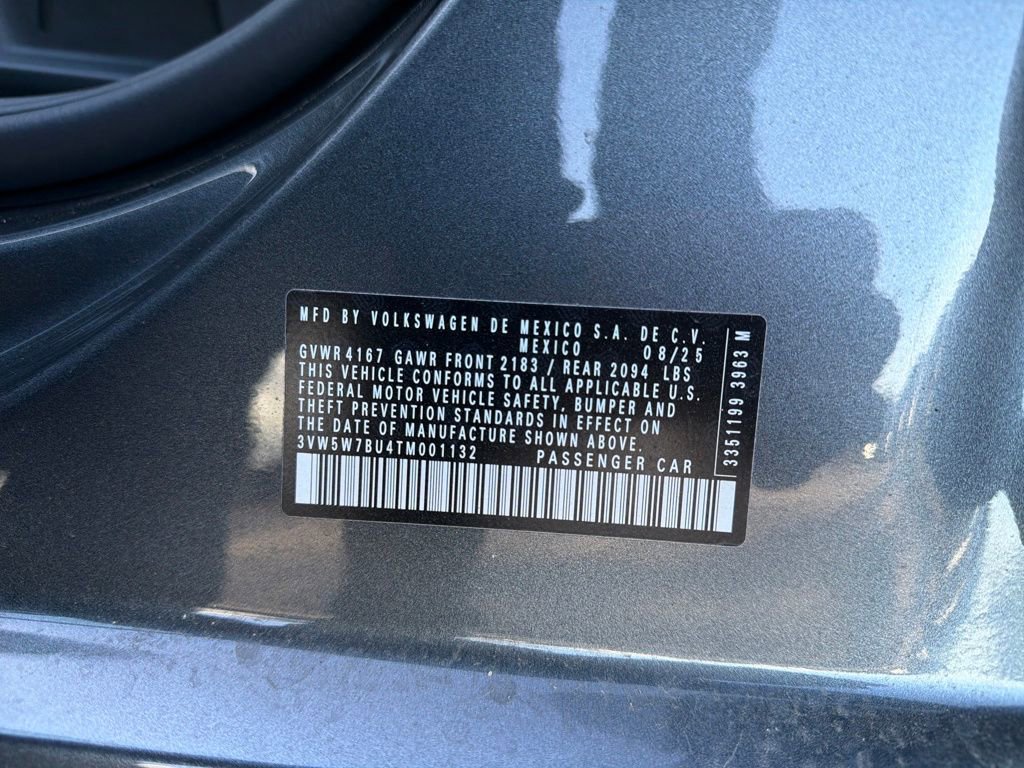 MFD BY VOLKSWAGEN DE MEXICO S.A. DE C.V.
MEXICO 08/25
GVWR 4167 GAWR FRONT 2183 / REAR 2094 LBS
THIS VEHICLE CONFORMS TO ALL APPLICABLE U.S.
FEDERAL MOTOR VEHICLE SAFETY, BUMPER AND
THEFT PREVENTION STANDARDS IN EFFECT ON
THE DATE OF MANUFACTURE SHOWN ABOVE.
3VW5W7BU4TM001132 PASSENGER CAR
3351199 3963 M